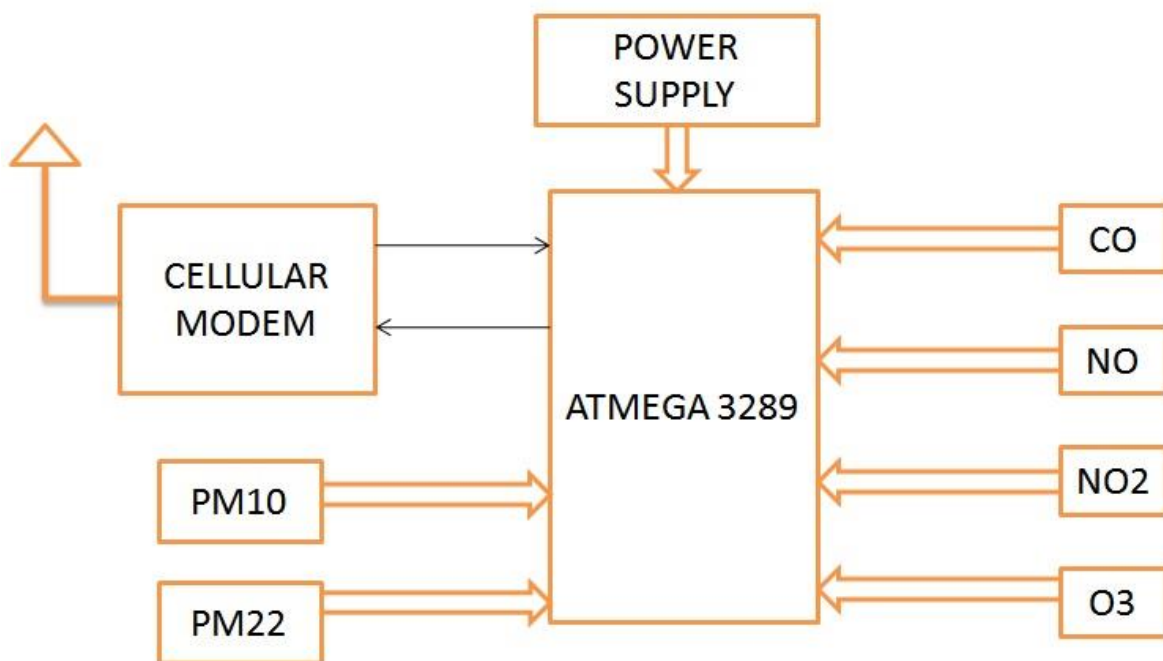 POWER
SUPPLY
CELLULAR
MODEM
ATMEGA 3289
CO
NO
NO2
O3
PM10
PM22